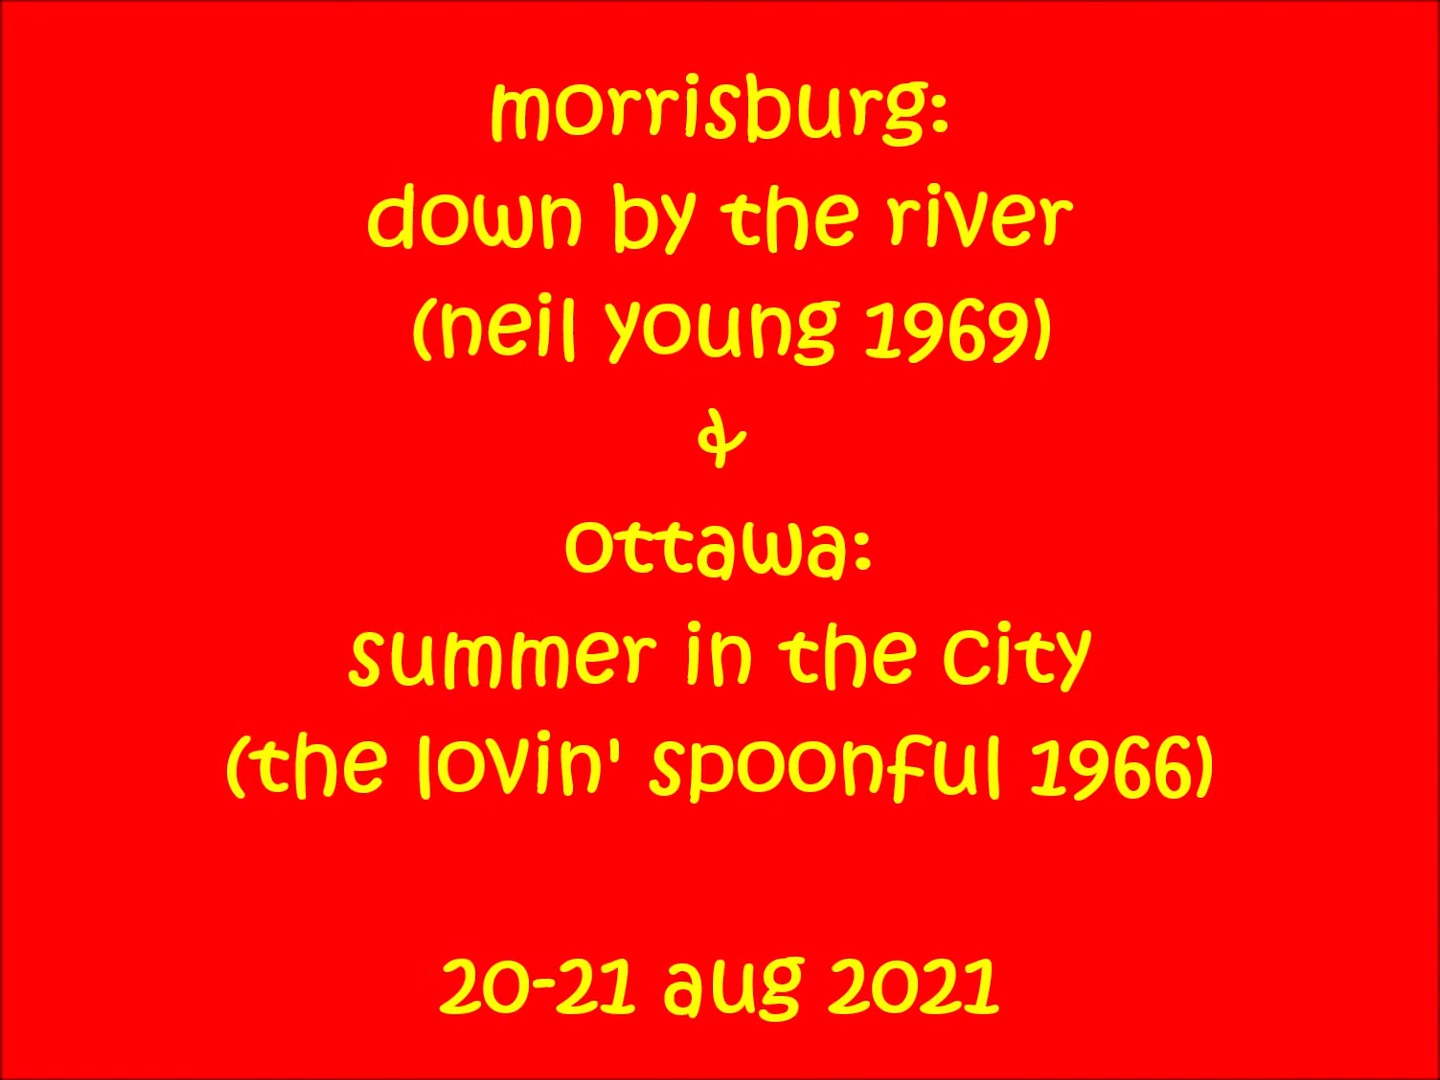 morrisburg:
down by the river
(neil young 1969)
&
ottawa:
summer in the city
(the lovin' spoonful 1966)
20-21 aug 2021